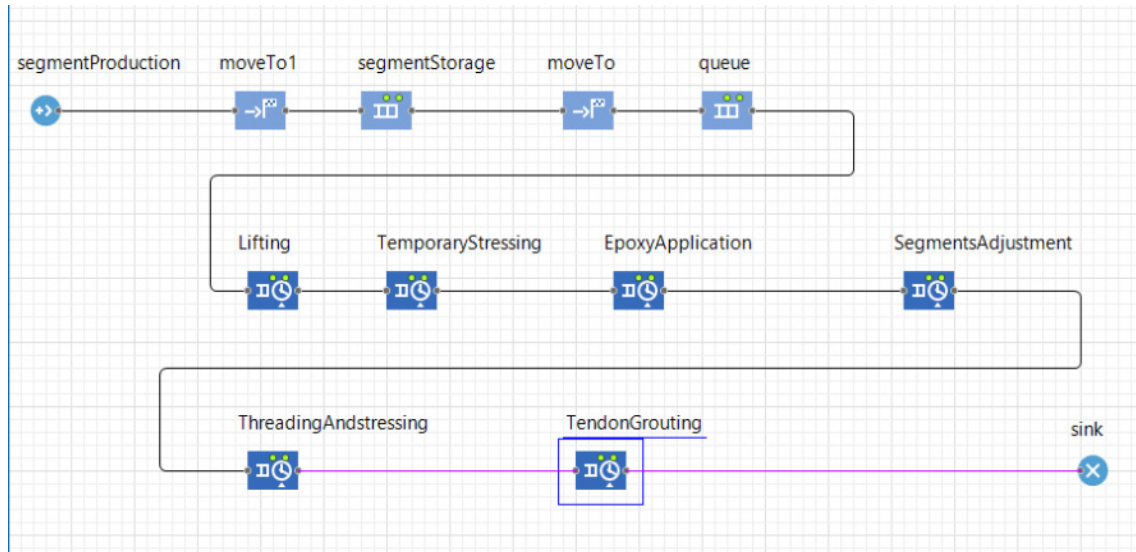 segmentProduction moveTo1 segmentStorage moveTo queue
Lifting TemporaryStressing EpoxyApplication SegmentsAdjustment
ThreadingAndstressing TendonGrouting sink